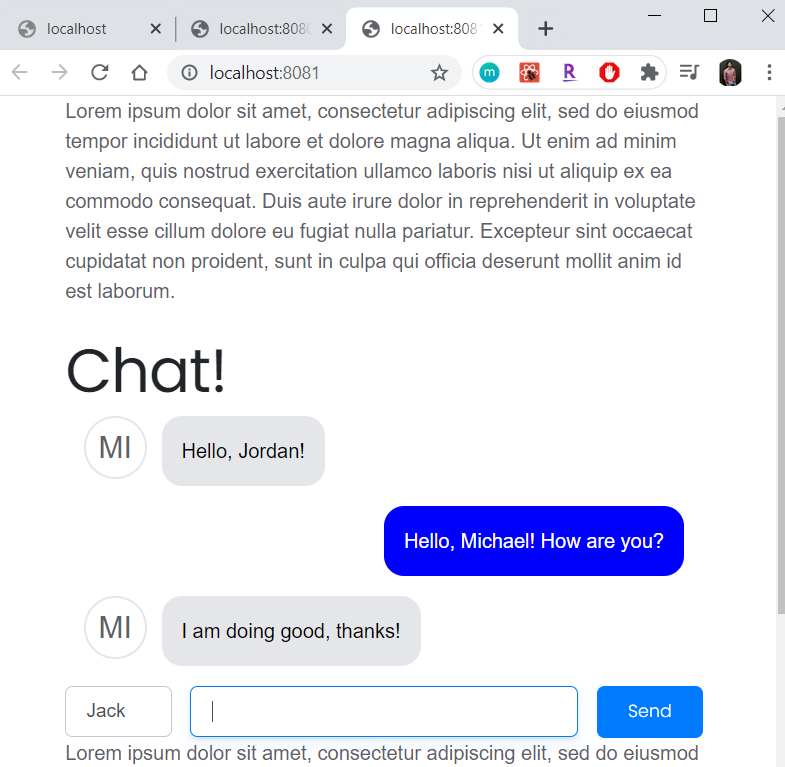 localhost
localhost:808
localhost:808
localhost:8081
m
R
Lorem ipsum dolor sit amet, consectetur adipiscing elit, sed do eiusmod
tempor incididunt ut labore et dolore magna aliqua. Ut enim ad minim
veniam, quis nostrud exercitation ullamco laboris nisi ut aliquip ex ea
commodo consequat. Duis aute irure dolor in reprehenderit in voluptate
velit esse cillum dolore eu fugiat nulla pariatur. Excepteur sint occaecat
cupidatat non proident, sunt in culpa qui officia deserunt mollit anim id
est laborum.
Chat!
MI
Hello, Jordan!
Hello, Michael! How are you?
MI
I am doing good, thanks!
Jack
Send
Lorem ipsum dolor sit amet, consectetur adipiscing elit, sed do eiusmod